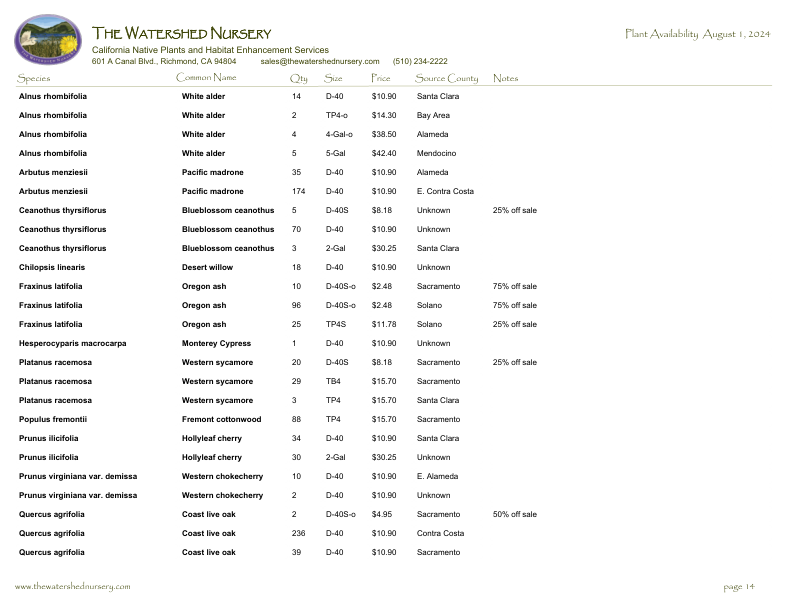 THE WATERSHED NURSERY
Plant Availability August 1, 2024
California Native Plants and Habitat Enhancement Services
601 A Canal Blvd., Richmond, CA 94804 sales@thewatershednursery.com (510) 234-2222
Species Common Name Qty Size Price Source County Notes
Alnus rhombifolia White alder 14 D-40 $10.90 Santa Clara
Alnus rhombifolia White alder 2 TP4-o $14.30 Bay Area
Alnus rhombifolia White alder 4 4-Gal-o $38.50 Alameda
Alnus rhombifolia White alder 5 5-Gal $42.40 Mendocino
Arbutus menziesii Pacific madrone 35 D-40 $10.90 Alameda
Arbutus menziesii Pacific madrone 174 D-40 $10.90 E. Contra Costa
Ceanothus thyrsiflorus Blueblossom ceanothus 5 D-40S $8.18 Unknown 25% off sale
Ceanothus thyrsiflorus Blueblossom ceanothus 70 D-40 $10.90 Unknown
Ceanothus thyrsiflorus Blueblossom ceanothus 3 2-Gal $30.25 Santa Clara
Chilopsis linearis Desert willow 18 D-40 $10.90 Unknown
Fraxinus latifolia Oregon ash 10 D-40S-o $2.48 Sacramento 75% off sale
Fraxinus latifolia Oregon ash 96 D-40S-o $2.48 Solano 75% off sale
Fraxinus latifolia Oregon ash 25 TP4S $11.78 Solano 25% off sale
Hesperocyparis macrocarpa Monterey Cypress 1 D-40 $10.90 Unknown
Platanus racemosa Western sycamore 20 D-40S $8.18 Sacramento 25% off sale
Platanus racemosa Western sycamore 29 TB4 $15.70 Sacramento
Platanus racemosa Western sycamore 3 TP4 $15.70 Santa Clara
Populus fremontii Fremont cottonwood 88 TP4 $15.70 Sacramento
Prunus ilicifolia Hollyleaf cherry 34 D-40 $10.90 Santa Clara
Prunus ilicifolia Hollyleaf cherry 30 2-Gal $30.25 Unknown
Prunus virginiana var. demissa Western chokecherry 10 D-40 $10.90 E. Alameda
Prunus virginiana var. demissa Western chokecherry 2 D-40 $10.90 Unknown
Quercus agrifolia Coast live oak 2 D-40S-o $4.95 Sacramento 50% off sale
Quercus agrifolia Coast live oak 236 D-40 $10.90 Contra Costa
Quercus agrifolia Coast live oak 39 D-40 $10.90 Sacramento
www.thewatershednursery.com page 14